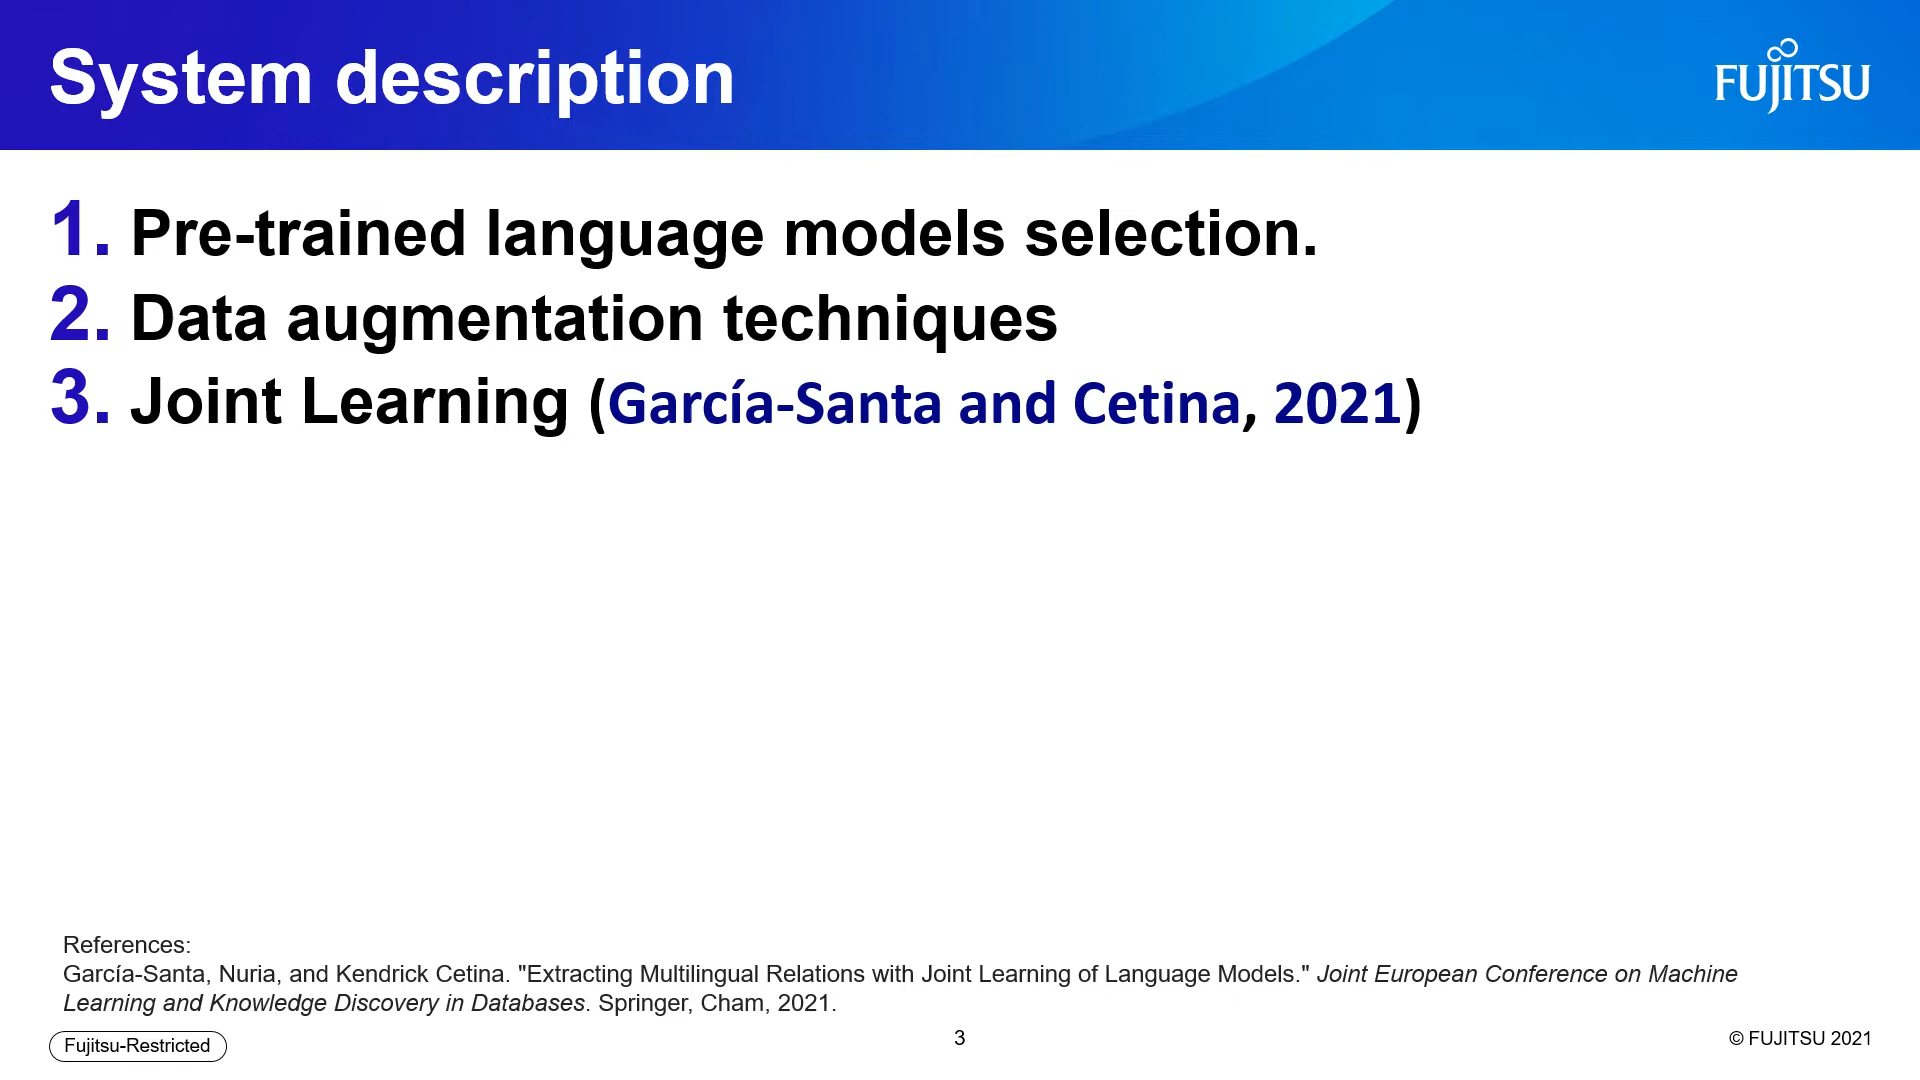 System description
FUJITSU
1. Pre-trained language models selection.
2. Data augmentation techniques
3. Joint Learning (García-Santa and Cetina, 2021)
References:
García-Santa, Nuria, and Kendrick Cetina. "Extracting Multilingual Relations with Joint Learning of Language Models." Joint European Conference on Machine
Learning and Knowledge Discovery in Databases. Springer, Cham, 2021.
Fujitsu-Restricted
3
© FUJITSU 2021